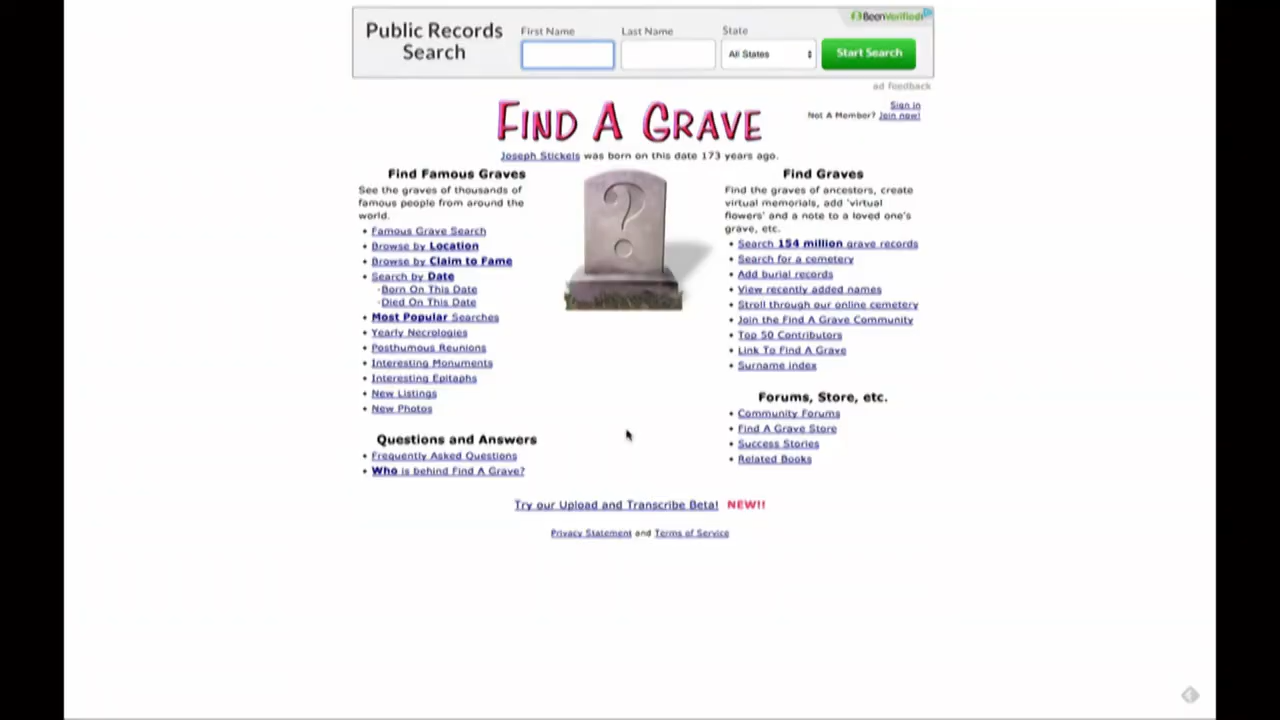 Public Records
Search
First Name
Last Name
State
All States
Start Search
BeenVerified
ad feedback
FIND A GRAVE
Sign in
Not A Member? Join now!
Joseph Stickels was born on this date 173 years ago.
Find Famous Graves
See the graves of thousands of
famous people from around the
world.
• Famous Grave Search
• Browse by Location
• Browse by Claim to Fame
• Search by Date
·Born On This Date
·Died On This Date
• Most Popular Searches
• Yearly Necrologies
• Posthumous Reunions
• Interesting Monuments
• Interesting Epitaphs
• New Listings
• New Photos
Questions and Answers
• Frequently Asked Questions
• Who is behind Find A Grave?
?
Find Graves
Find the graves of ancestors, create
virtual memorials, add 'virtual
flowers' and a note to a loved one's
grave, etc.
• Search 154 million grave records
• Search for a cemetery
• Add burial records
• View recently added names
• Stroll through our online cemetery
• Join the Find A Grave Community
• Top 50 Contributors
• Link To Find A Grave
• Surname index
Forums, Store, etc.
• Community Forums
• Find A Grave Store
• Success Stories
• Related Books
Try our Upload and Transcribe Beta! NEW!!
Privacy Statement and Terms of Service